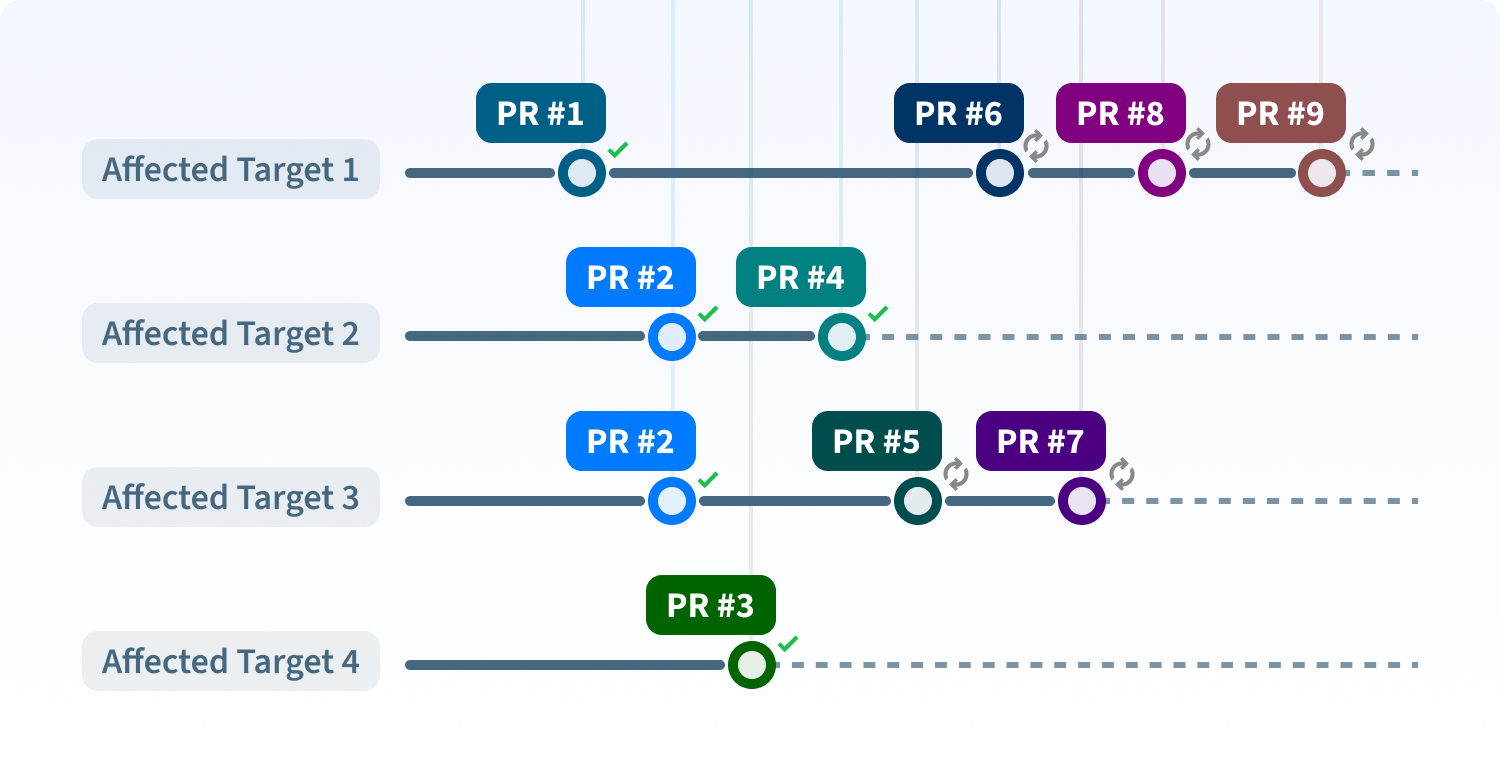 PR #1
PR #6
PR #8
PR #9
Affected Target 1
PR #2
PR #4
Affected Target 2
PR #2
PR #5
PR #7
Affected Target 3
PR #3
Affected Target 4